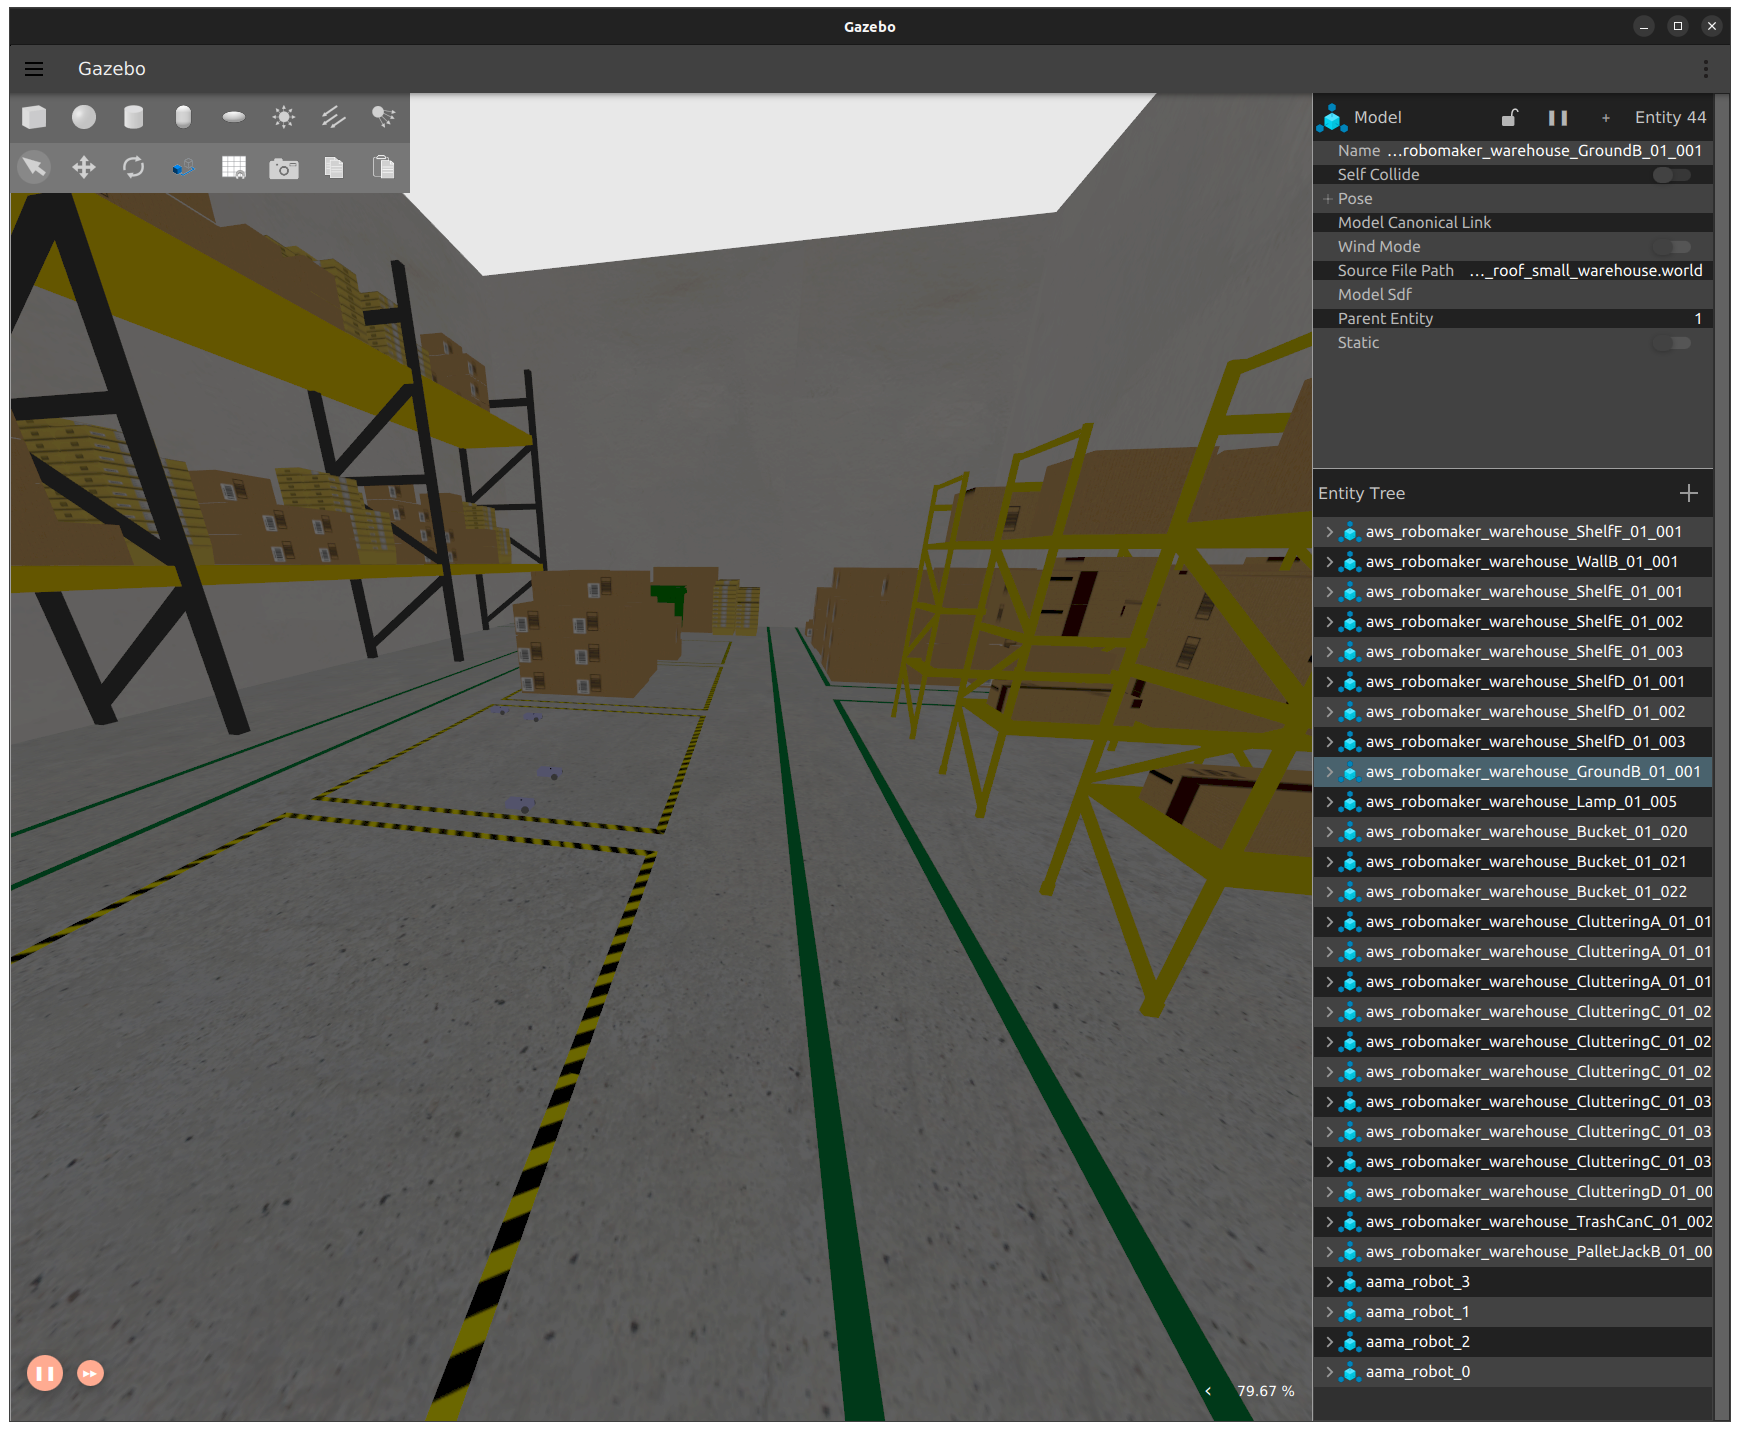 Gazebo
Gazebo
Model
+ Entity 44
Name ...robomaker_warehouse_GroundB_01_001
Self Collide
+ Pose
Model Canonical Link
Wind Mode
Source File Path ..._roof_small_warehouse.world
Model Sdf
Parent Entity 1
Static
Entity Tree
aws_robomaker_warehouse_ShelfF_01_001
aws_robomaker_warehouse_WallB_01_001
aws_robomaker_warehouse_ShelfE_01_001
aws_robomaker_warehouse_ShelfE_01_002
aws_robomaker_warehouse_ShelfE_01_003
aws_robomaker_warehouse_ShelfD_01_001
aws_robomaker_warehouse_ShelfD_01_002
aws_robomaker_warehouse_ShelfD_01_003
aws_robomaker_warehouse_GroundB_01_001
aws_robomaker_warehouse_Lamp_01_005
aws_robomaker_warehouse_Bucket_01_020
aws_robomaker_warehouse_Bucket_01_021
aws_robomaker_warehouse_Bucket_01_022
aws_robomaker_warehouse_ClutteringA_01_01
aws_robomaker_warehouse_ClutteringA_01_01
aws_robomaker_warehouse_ClutteringA_01_01
aws_robomaker_warehouse_ClutteringC_01_02
aws_robomaker_warehouse_ClutteringC_01_02
aws_robomaker_warehouse_ClutteringC_01_02
aws_robomaker_warehouse_ClutteringC_01_03
aws_robomaker_warehouse_ClutteringC_01_03
aws_robomaker_warehouse_ClutteringC_01_03
aws_robomaker_warehouse_ClutteringD_01_00
aws_robomaker_warehouse_TrashCanC_01_002
aws_robomaker_warehouse_PalletJackB_01_00
aama_robot_3
aama_robot_1
aama_robot_2
aama_robot_0
79.67 %